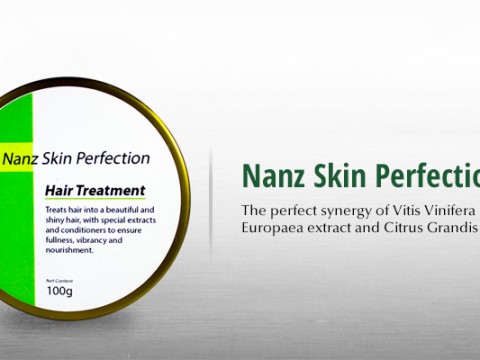 Nanz Skin Perfection
Hair Treatment
Treats hair into a beautiful and
shiny hair, with special extracts
and conditioners to ensure
fullness, vibrancy and
nourishment.
Net Content
100g
Nanz Skin Perfectio
The perfect synergy of Vitis Vinifera
Europaea extract and Citrus Grandis